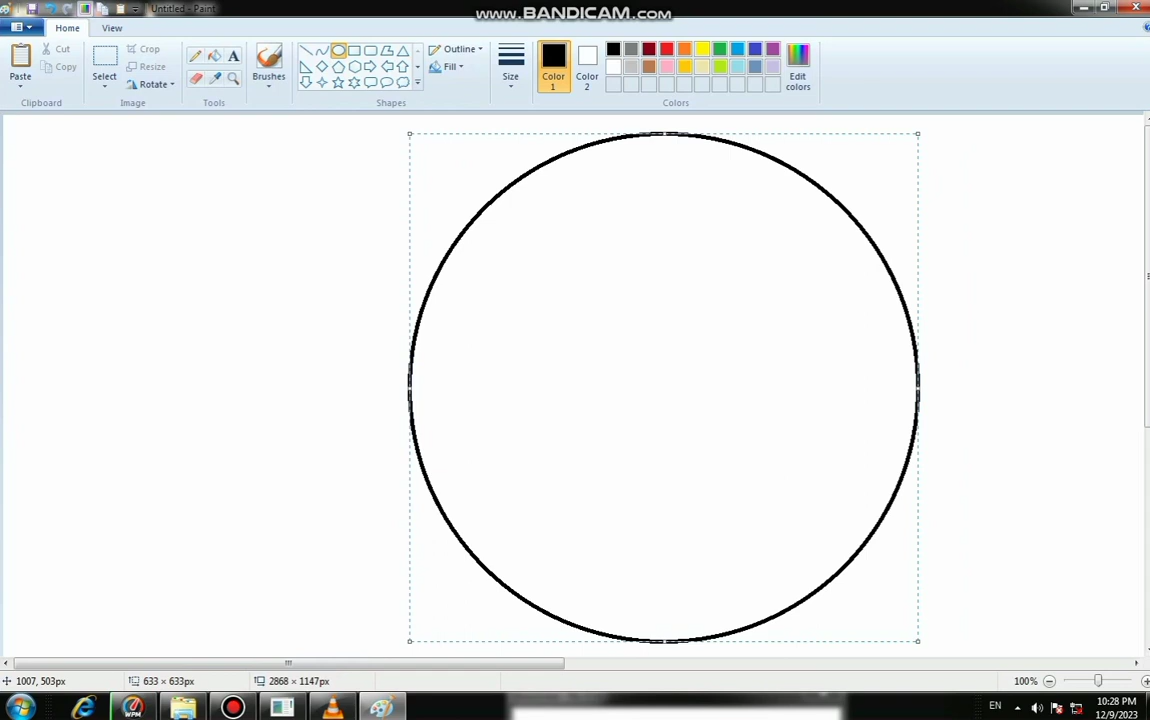 WWW.BANDICAM.COM
Untitled - Paint
Home View
Cut
Copy
Paste
Clipboard
Select
Crop
Resize
Rotate
Image
Tools
Brushes
Shapes
Outline
Fill
Size
Color 1
Color 2
Colors
Edit colors
1007, 503px
633 × 633px
2868 × 1147px
100%
WPM
EN
10:28 PM
12/9/2023